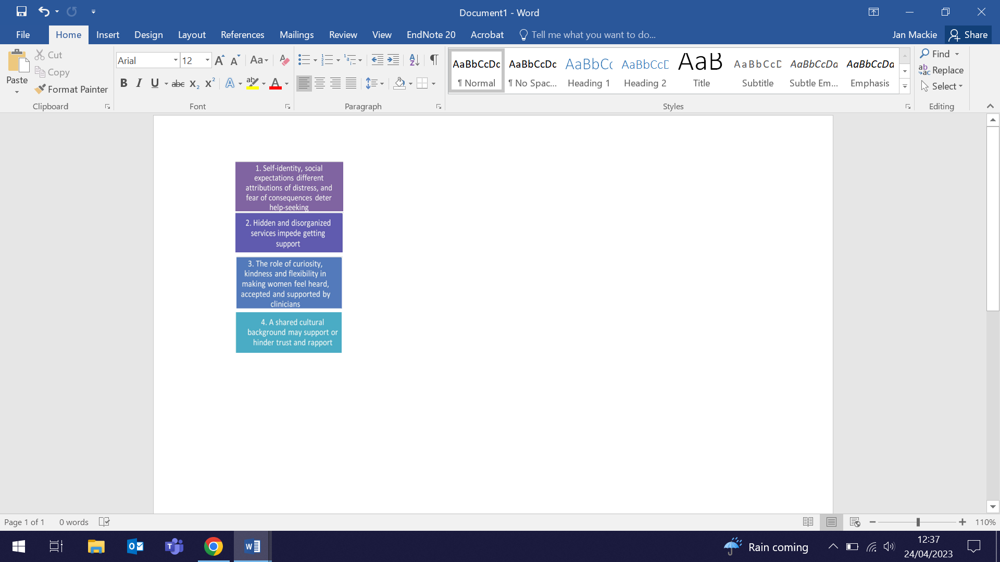 Document1 - Word
File Home Insert Design Layout References Mailings Review View EndNote 20 Acrobat Tell me what you want to do... Jan Mackie Share
Paste Cut Copy Format Painter
Clipboard
Arial 12
Font
Paragraph
AaBbCcDc AaBbCcDc AaBbCc AaBbCcD AaB AaBbCcD AaBbCcDa AaBbCcDa
¶ Normal ¶ No Spac... Heading 1 Heading 2 Title Subtitle Subtle Em... Emphasis
Styles
Find
Replace
Select
Editing
1. Self-identity, social
expectations different
attributions of distress, and
fear of consequences deter
help-seeking
2. Hidden and disorganized
services impede getting
support
3. The role of curiosity,
kindness and flexibility in
making women feel heard,
accepted and supported by
clinicians
4. A shared cultural
background may support or
hinder trust and rapport
Page 1 of 1 0 words 110%
Rain coming
12:37
24/04/2023